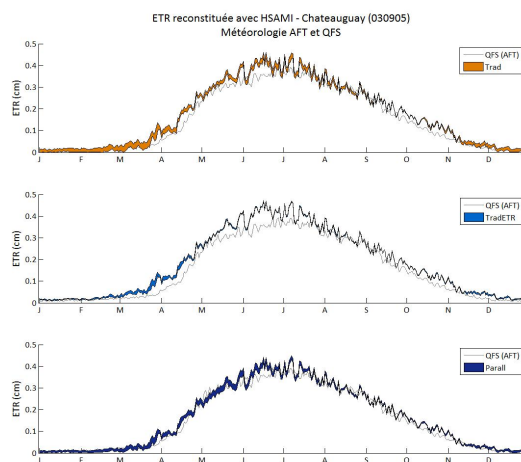 ETR reconstituée avec HSAMI - Chateauguay (030905)
Météorologie AFT et QFS
ETR (cm)
0.5
0.4
0.3
0.2
0.1
0
J F M A M J J A S O N D
QFS (AFT)
Trad
ETR (cm)
0.5
0.4
0.3
0.2
0.1
0
J F M A M J J A S O N D
QFS (AFT)
TradETR
ETR (cm)
0.5
0.4
0.3
0.2
0.1
0
J F M A M J J A S O N D
QFS (AFT)
Parall